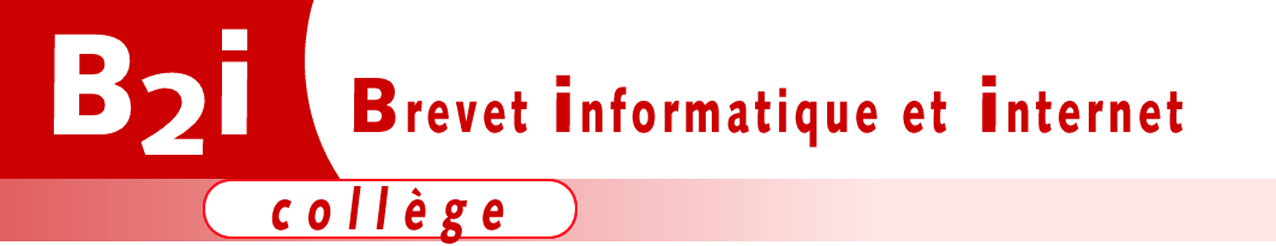 B2i
Brevet informatique et internet
collège